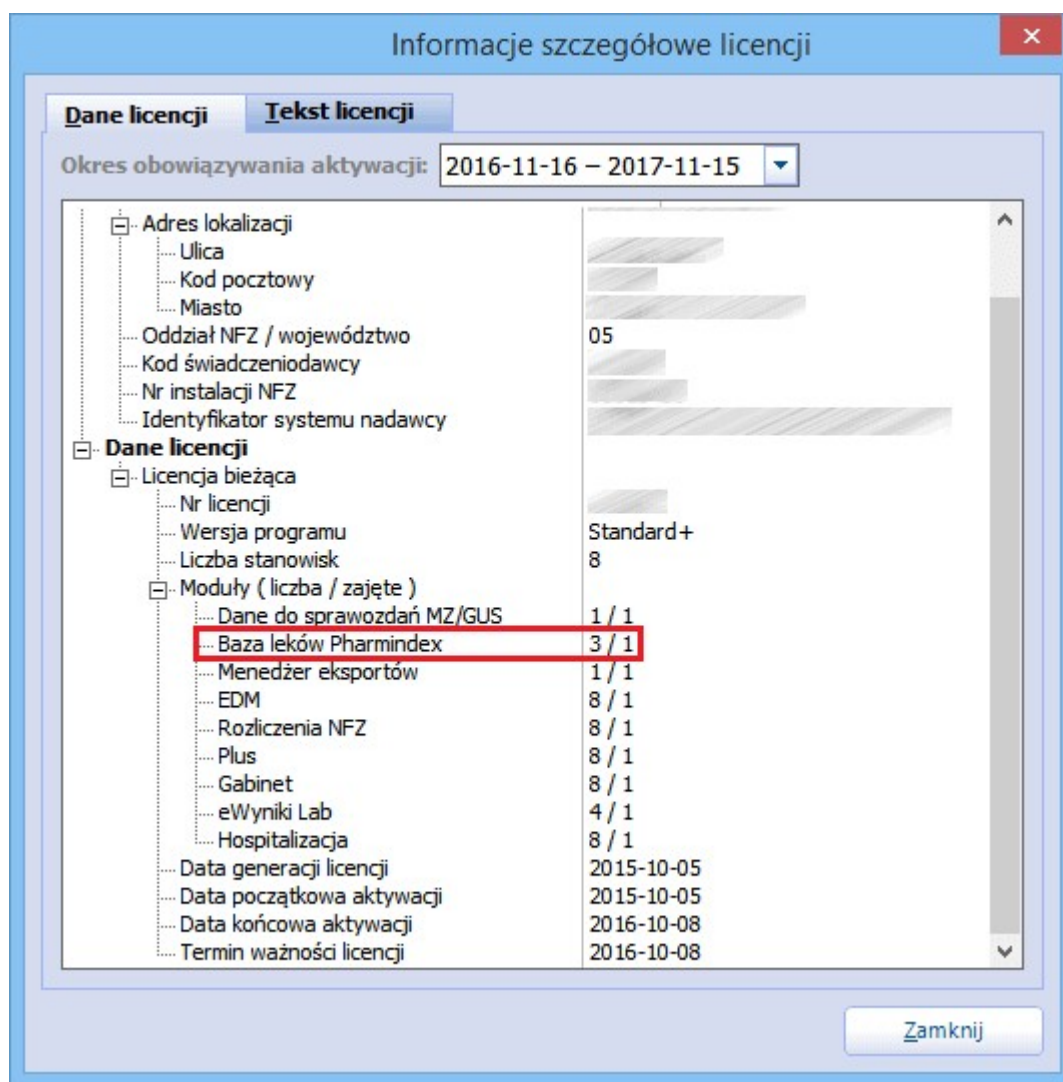 Informacje szczegółowe licencji
Dane licencji Tekst licencji
Okres obowiązywania aktywacji: 2016-11-16 – 2017-11-15
Adres lokalizacji
Ulica
Kod pocztowy
Miasto
Oddział NFZ / województwo 05
Kod świadczeniodawcy
Nr instalacji NFZ
Identyfikator systemu nadawcy
Dane licencji
Licencja bieżąca
Nr licencji
Wersja programu Standard+
Liczba stanowisk 8
Moduły ( liczba / zajęte )
Dane do sprawozdań MZ/GUS 1 / 1
Baza leków Pharmindex 3 / 1
Menedżer eksportów 1 / 1
EDM 8 / 1
Rozliczenia NFZ 8 / 1
Plus 8 / 1
Gabinet 8 / 1
eWyniki Lab 4 / 1
Hospitalizacja 8 / 1
Data generacji licencji 2015-10-05
Data początkowa aktywacji 2015-10-05
Data końcowa aktywacji 2016-10-08
Termin ważności licencji 2016-10-08
Zamknij